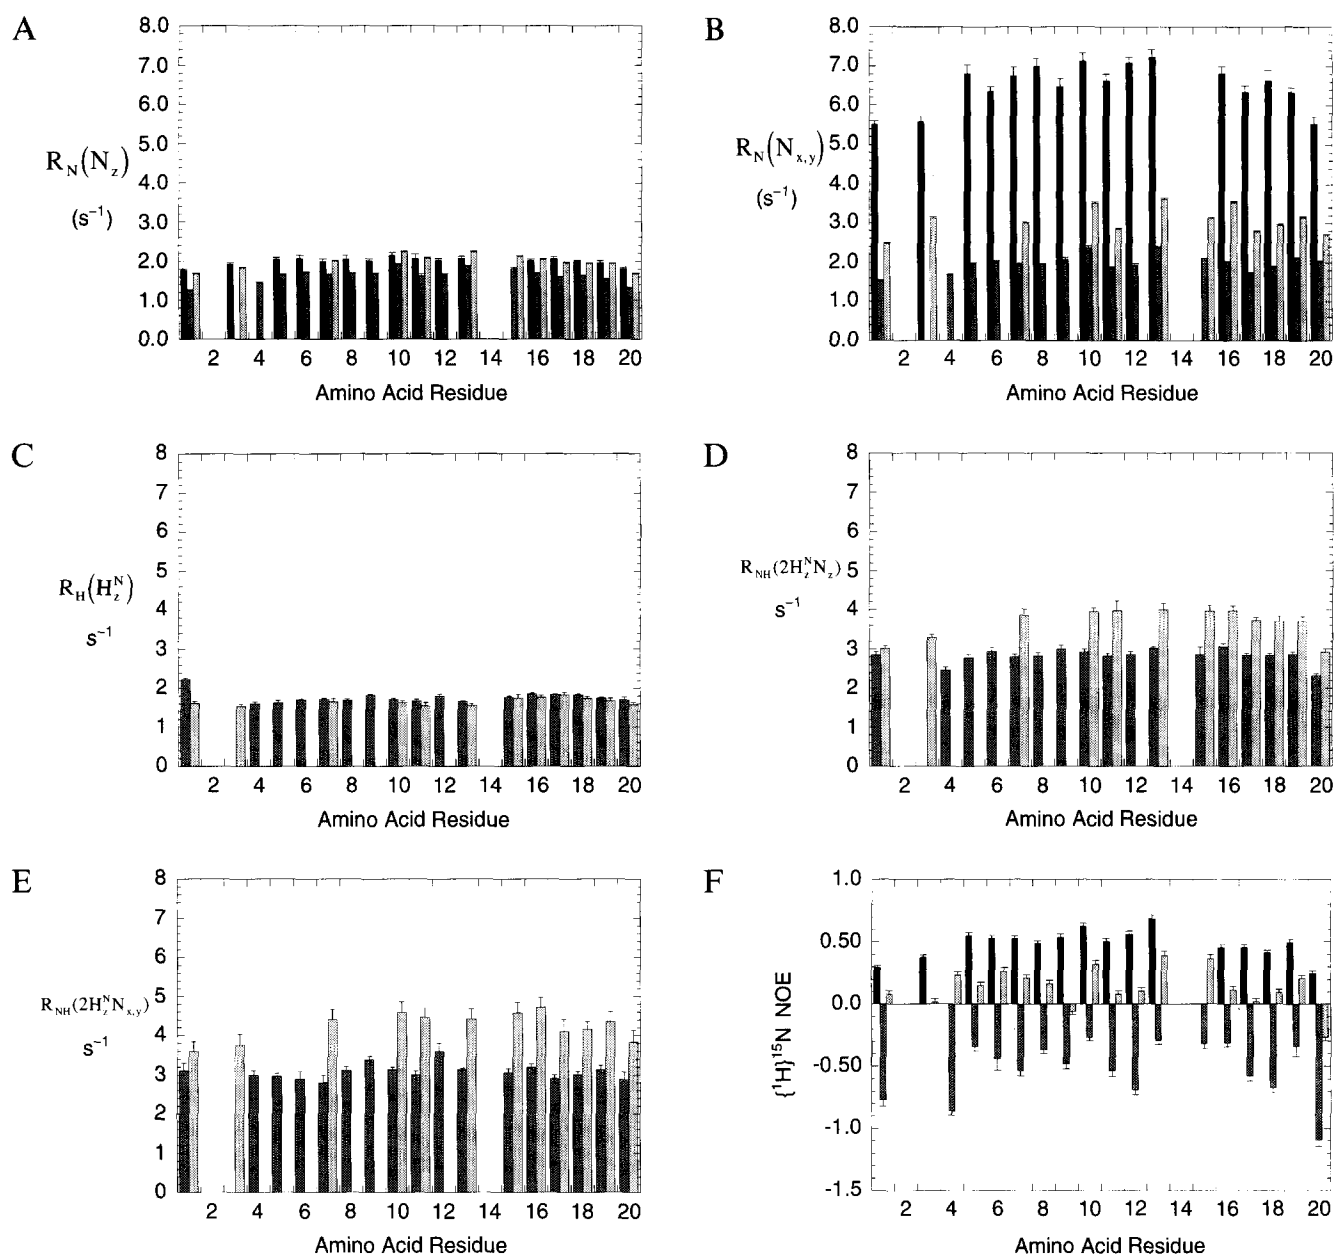 A
8.0
7.0
6.0
5.0
4.0
3.0
2.0
1.0
0.0
R_N(N_z)
(s⁻¹)
2 4 6 8 10 12 14 16 18 20
Amino Acid Residue
B
8.0
7.0
6.0
5.0
4.0
3.0
2.0
1.0
0.0
R_N(N_x,y)
(s⁻¹)
2 4 6 8 10 12 14 16 18 20
Amino Acid Residue
C
8
7
6
5
4
3
2
1
0
R_H(H_z^N)
s⁻¹
2 4 6 8 10 12 14 16 18 20
Amino Acid Residue
D
8
7
6
5
4
3
2
1
0
R_NH(2H_z^N N_z)
s⁻¹
2 4 6 8 10 12 14 16 18 20
Amino Acid Residue
E
8
7
6
5
4
3
2
1
0
R_NH(2H_z^N N_x,y)
s⁻¹
2 4 6 8 10 12 14 16 18 20
Amino Acid Residue
F
1.0
0.50
0.0
-0.50
-1.0
-1.5
{¹H}¹⁵N NOE
2 4 6 8 10 12 14 16 18 20
Amino Acid Residue